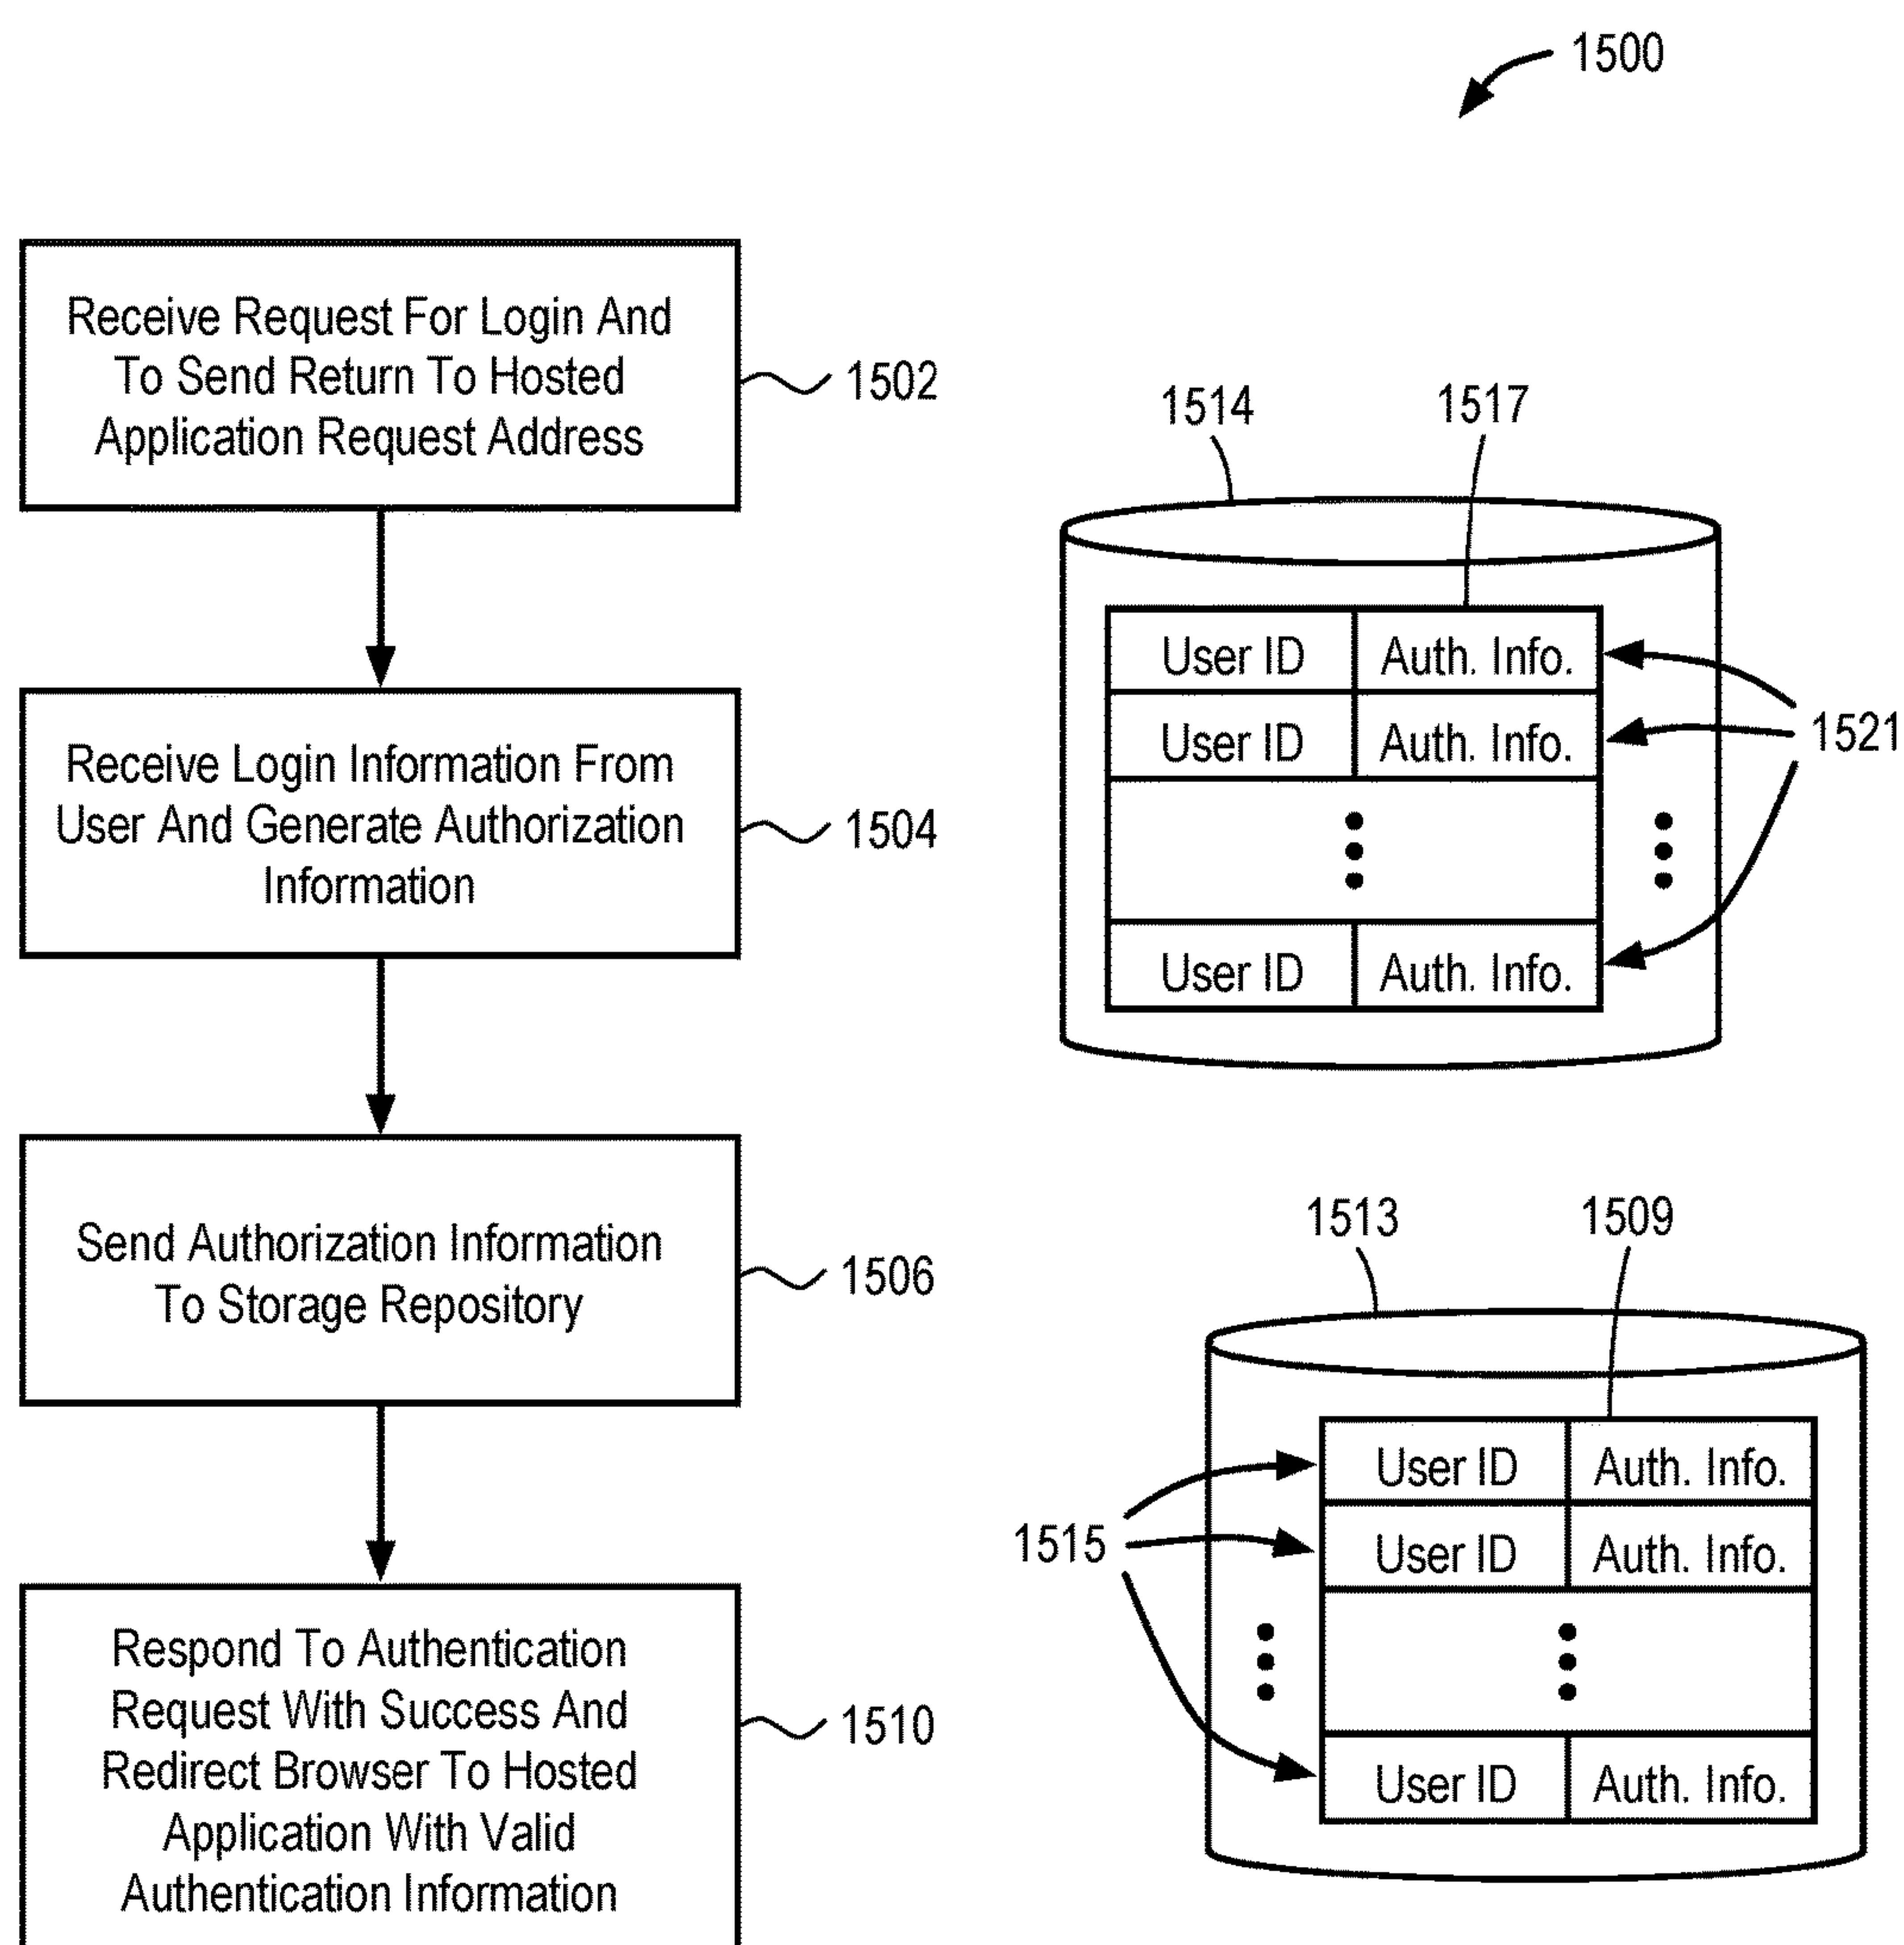 1500
Receive Request For Login And
To Send Return To Hosted
Application Request Address
1502
Receive Login Information From
User And Generate Authorization
Information
1504
Send Authorization Information
To Storage Repository
1506
Respond To Authentication
Request With Success And
Redirect Browser To Hosted
Application With Valid
Authentication Information
1510
1514
1517
User ID Auth. Info.
User ID Auth. Info.
User ID Auth. Info.
1521
1513
1509
User ID Auth. Info.
User ID Auth. Info.
User ID Auth. Info.
1515